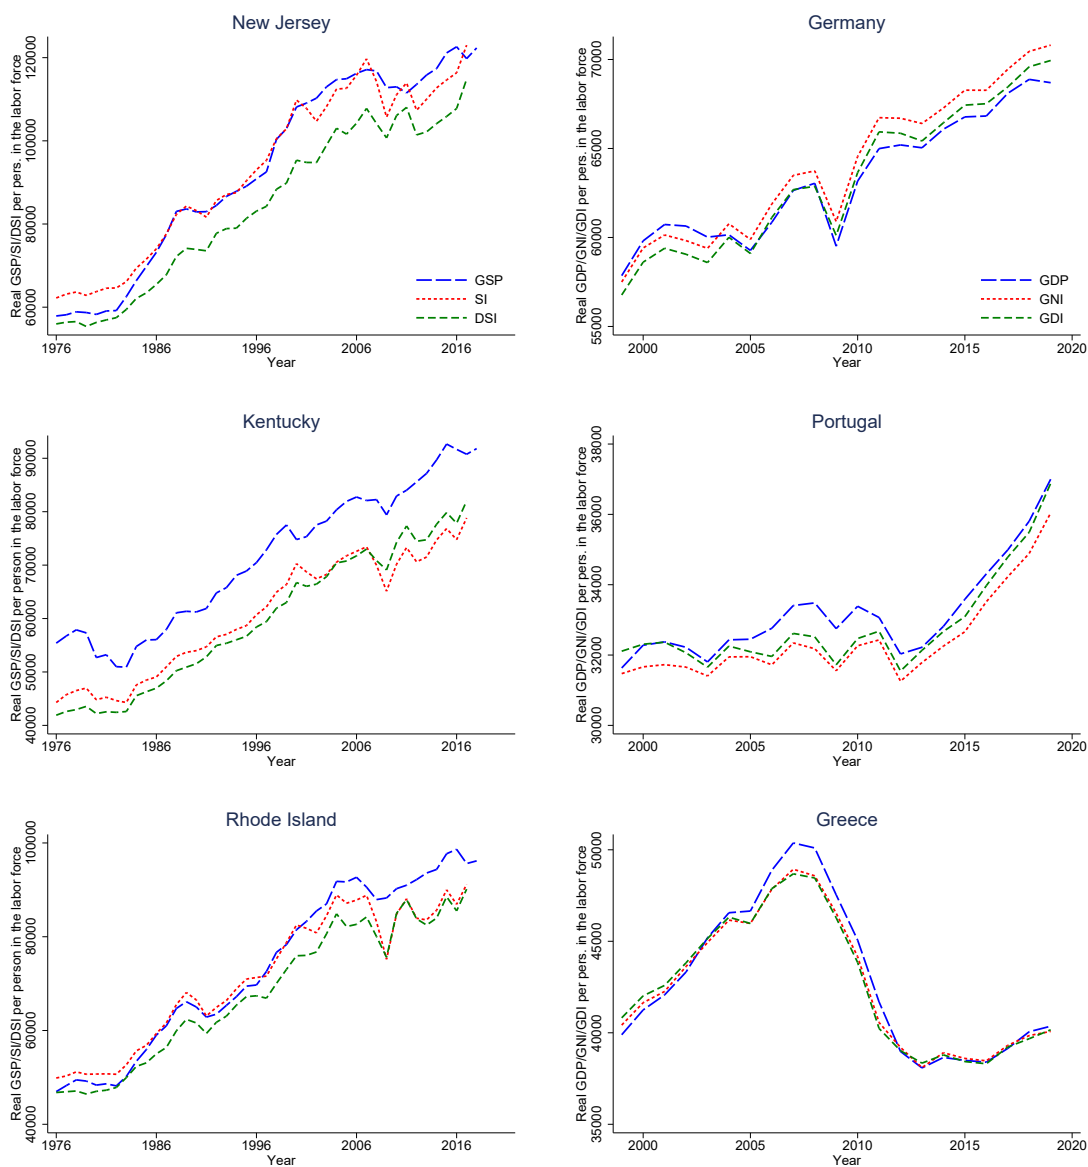 New Jersey
Real GSP/SI/DSI per pers. in the labor force
120000
100000
80000
60000
GSP
SI
DSI
1976
1986
1996
2006
2016
Year
Germany
Real GDP/GNI/GDI per pers. in the labor force
70000
65000
60000
55000
GDP
GNI
GDI
2000
2005
2010
2015
2020
Year
Kentucky
Real GSP/SI/DSI per person in the labor force
90000
80000
70000
60000
50000
40000
1976
1986
1996
2006
2016
Year
Portugal
Real GDP/GNI/GDI per pers. in the labor force
38000
36000
34000
32000
30000
2000
2005
2010
2015
2020
Year
Rhode Island
Real GSP/SI/DSI per person in the labor force
100000
80000
60000
40000
1976
1986
1996
2006
2016
Year
Greece
Real GDP/GNI/GDI per pers. in the labor force
50000
45000
40000
35000
2000
2005
2010
2015
2020
Year